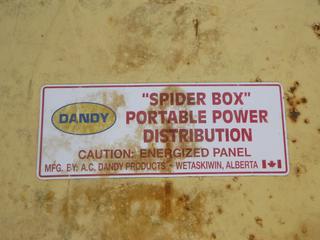 DANDY
"SPIDER BOX"
PORTABLE POWER
DISTRIBUTION
CAUTION: ENERGIZED PANEL
MFG. BY: A.C. DANDY PRODUCTS • WETASKIWIN, ALBERTA